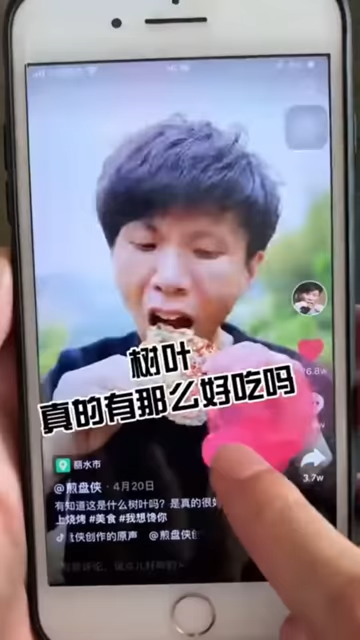 树叶
真的有那么好吃吗
丽水市
@煎盘侠 · 4月20日
有知道这是什么树叶吗？是真的很好
上烧烤 #美食 #我想馋你
侠创作的原声 @煎盘侠
3.7w